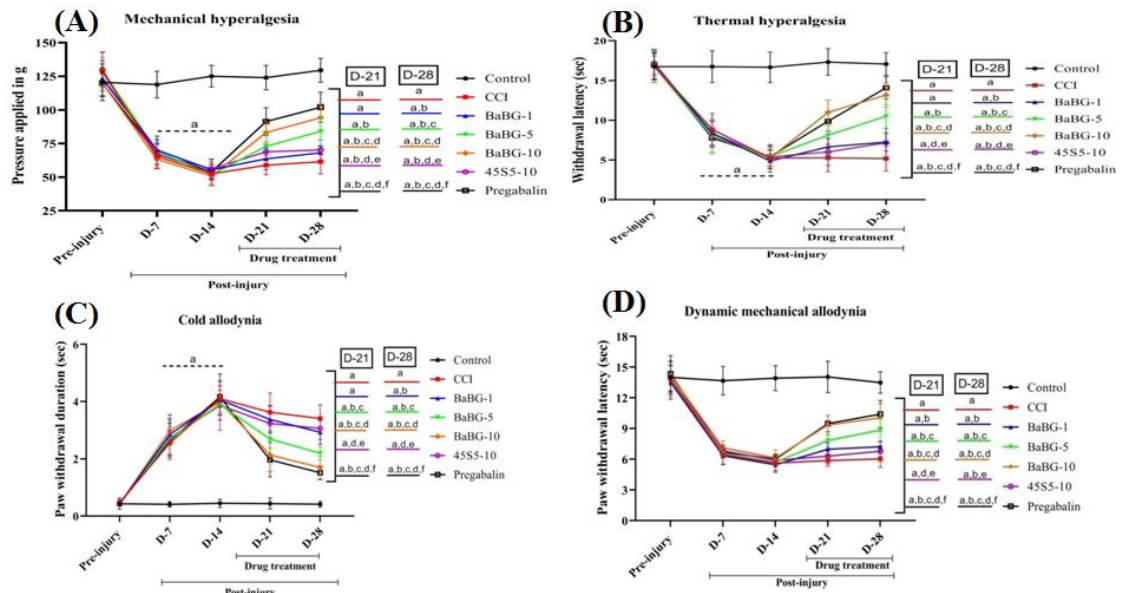 (A)
Mechanical hyperalgesia
Pressure applied in g
150
125
100
75
50
25
a
Pre-injury
D-7
D-14
D-21
D-28
Drug treatment
Post-injury
D-21 D-28
a a
a a,b
a,b a,b,c
a,b,c,d a,b,c,d
a,b,d,e a,b,d,e
a,b,c,d,f a,b,c,d,f
Control
CCI
BaBG-1
BaBG-5
BaBG-10
45S5-10
Pregabalin
(B)
Thermal hyperalgesia
Withdrawal latency (sec)
20
15
10
5
0
a
Pre-injury
D-7
D-14
D-21
D-28
Drug treatment
Post-injury
D-21 D-28
a a
a a,b
a,b a,b,c
a,b,c,d a,b,c,d
a,d,e a,b,d,e
a,b,c,d,f a,b,c,d,f
Control
CCI
BaBG-1
BaBG-5
BaBG-10
45S5-10
Pregabalin
(C)
Cold allodynia
Paw withdrawal duration (sec)
6
4
2
0
a
Pre-injury
D-7
D-14
D-21
D-28
Drug treatment
Post-injury
D-21 D-28
a a
a a,b
a,b,c a,b,c
a,b,c,d a,b,c,d
a,d,e a,d,e
a,b,c,d,f a,b,c,d,f
Control
CCI
BaBG-1
BaBG-5
BaBG-10
45S5-10
Pregabalin
(D)
Dynamic mechanical allodynia
Paw withdrawal latency (sec)
18
15
12
9
6
3
0
Pre-injury
D-7
D-14
D-21
D-28
Drug treatment
Post-injury
D-21 D-28
a a
a,b a,b
a,b,c a,b,c
a,b,c,d a,b,c,d
a,d,e a,b,e
a,b,c,d,f a,b,c,d,f
Control
CCI
BaBG-1
BaBG-5
BaBG-10
45S5-10
Pregabalin